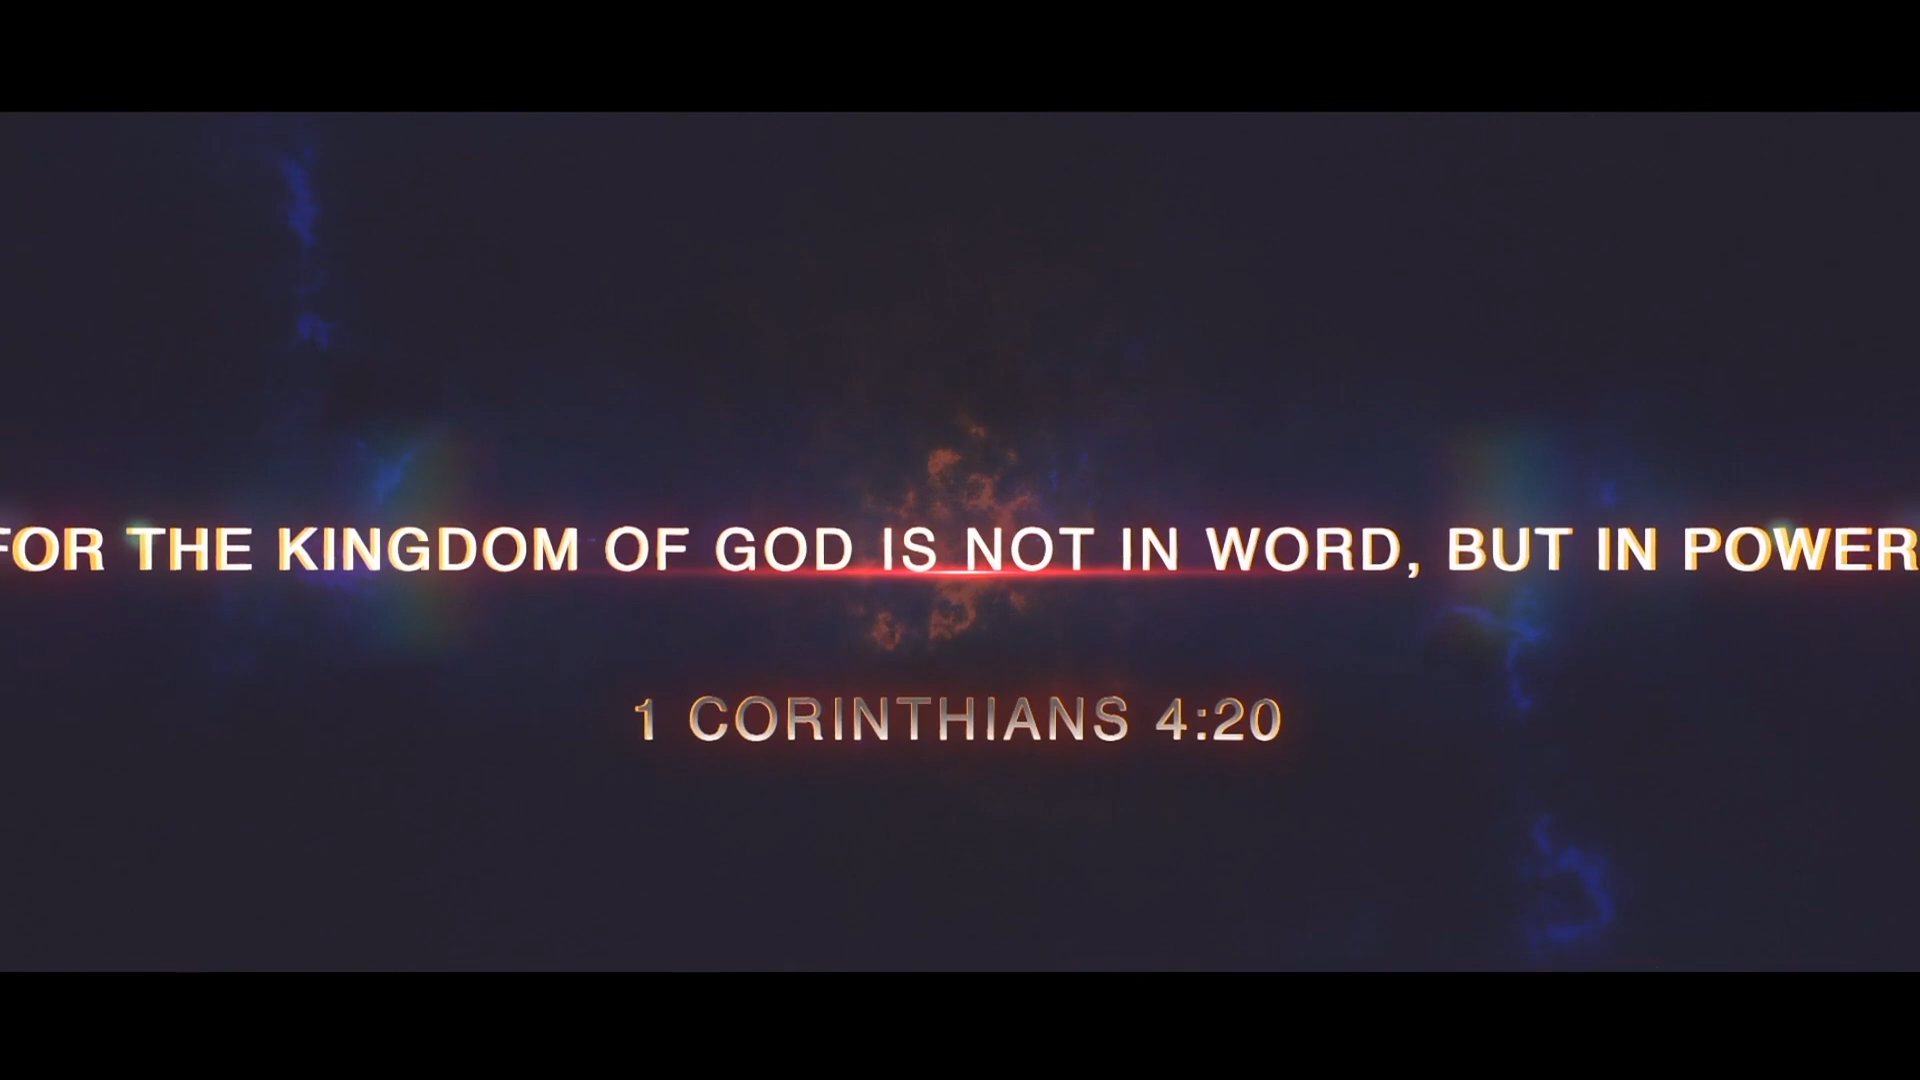 FOR THE KINGDOM OF GOD IS NOT IN WORD, BUT IN POWER
1 CORINTHIANS 4:20